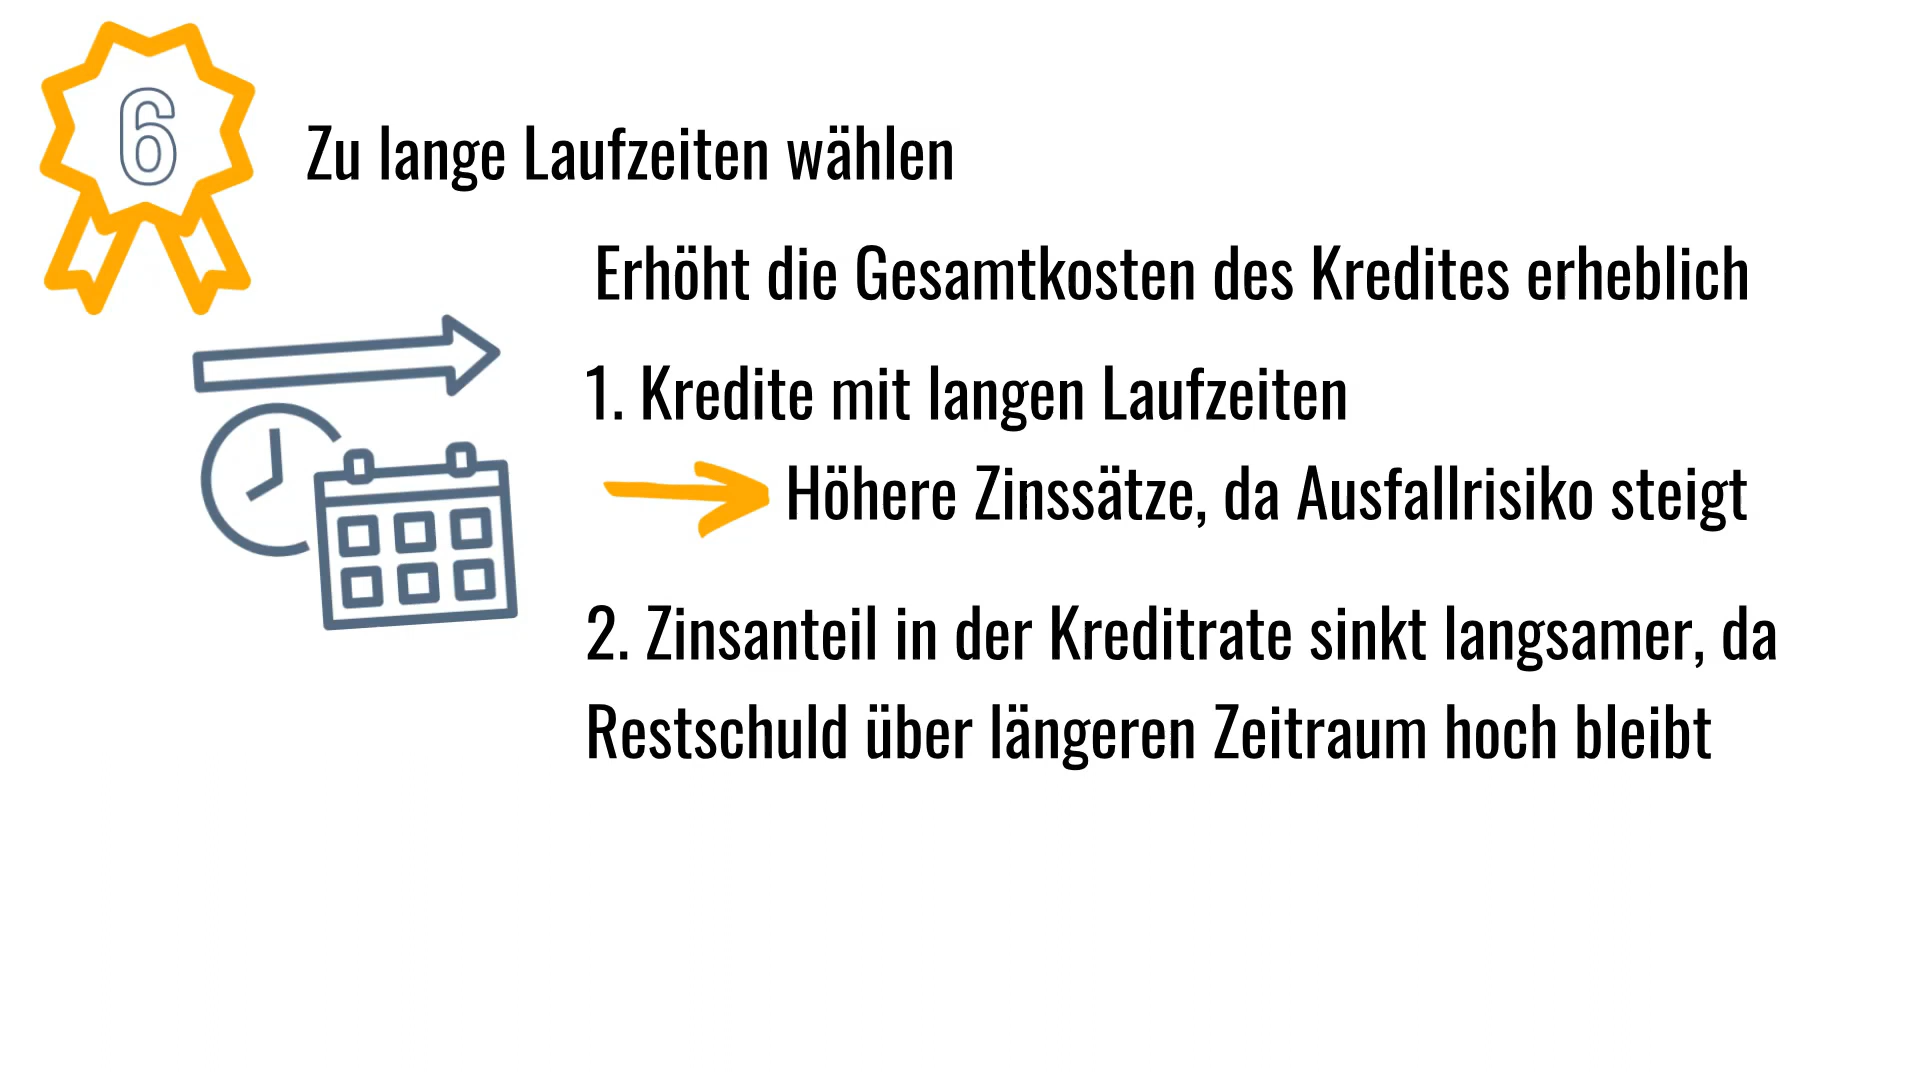 6
Zu lange Laufzeiten wählen
Erhöht die Gesamtkosten des Kredites erheblich
1. Kredite mit langen Laufzeiten
Höhere Zinssätze, da Ausfallrisiko steigt
2. Zinsanteil in der Kreditrate sinkt langsamer, da
Restschuld über längeren Zeitraum hoch bleibt